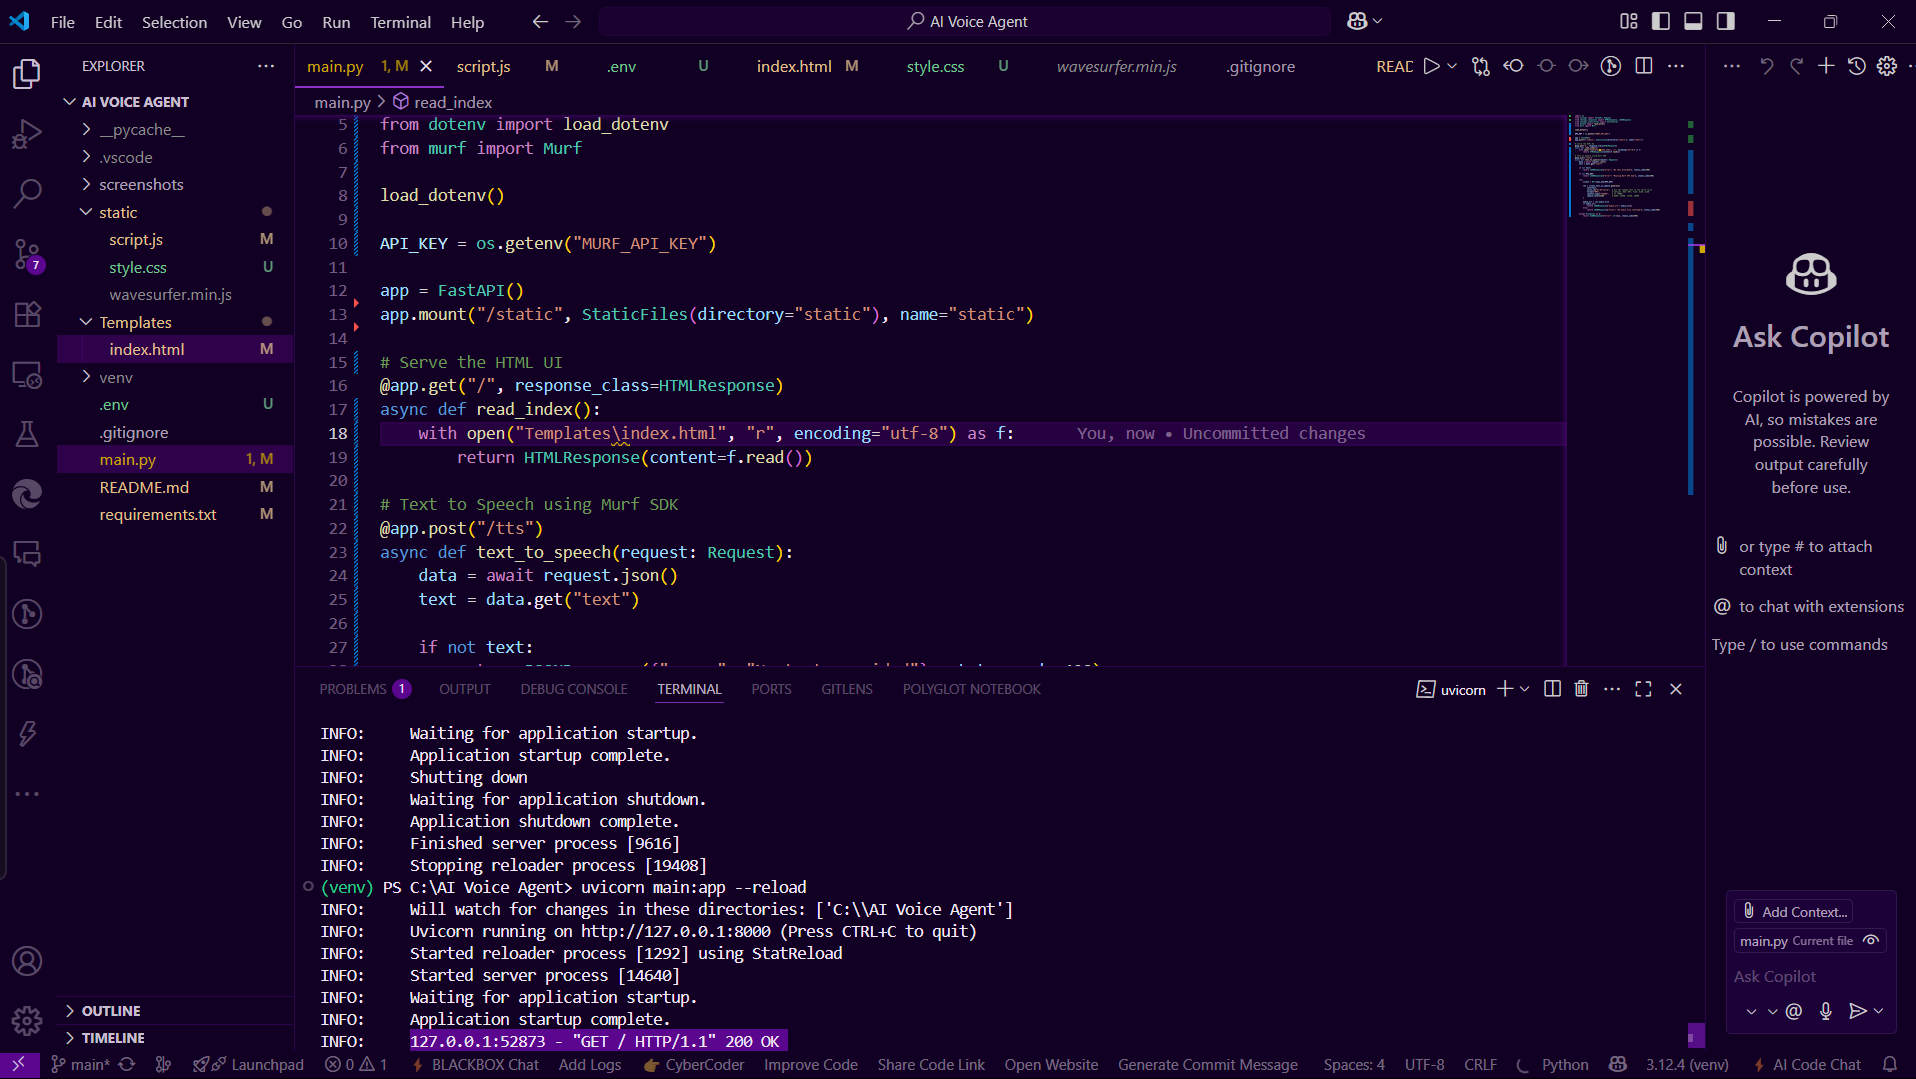 File Edit Selection View Go Run Terminal Help
AI Voice Agent
EXPLORER
AI VOICE AGENT
__pycache__
.vscode
screenshots
static
script.js M
style.css U
wavesurfer.min.js
Templates
index.html M
venv
.env U
.gitignore
main.py 1, M
README.md M
requirements.txt M
OUTLINE
TIMELINE
7
main.py 1, M script.js M .env U index.html M style.css U wavesurfer.min.js .gitignore READ
main.py > read_index
5 from dotenv import load_dotenv
6 from murf import Murf
7
8 load_dotenv()
9
10 API_KEY = os.getenv("MURF_API_KEY")
11
12 app = FastAPI()
13 app.mount("/static", StaticFiles(directory="static"), name="static")
14
15 # Serve the HTML UI
16 @app.get("/", response_class=HTMLResponse)
17 async def read_index():
18 with open("Templates\index.html", "r", encoding="utf-8") as f: You, now • Uncommitted changes
19 return HTMLResponse(content=f.read())
20
21 # Text to Speech using Murf SDK
22 @app.post("/tts")
23 async def text_to_speech(request: Request):
24 data = await request.json()
25 text = data.get("text")
26
27 if not text:
PROBLEMS 1 OUTPUT DEBUG CONSOLE TERMINAL PORTS GITLENS POLYGLOT NOTEBOOK
uvicorn
INFO: Waiting for application startup.
INFO: Application startup complete.
INFO: Shutting down
INFO: Waiting for application shutdown.
INFO: Application shutdown complete.
INFO: Finished server process [9616]
INFO: Stopping reloader process [19408]
(venv) PS C:\AI Voice Agent> uvicorn main:app --reload
INFO: Will watch for changes in these directories: ['C:\\AI Voice Agent']
INFO: Uvicorn running on http://127.0.0.1:8000 (Press CTRL+C to quit)
INFO: Started reloader process [1292] using StatReload
INFO: Started server process [14640]
INFO: Waiting for application startup.
INFO: Application startup complete.
INFO: 127.0.0.1:52873 - "GET / HTTP/1.1" 200 OK
Ask Copilot
Copilot is powered by
AI, so mistakes are
possible. Review
output carefully
before use.
or type # to attach
context
@ to chat with extensions
Type / to use commands
Add Context...
main.py Current file
Ask Copilot
@
main* Launchpad 0 1 BLACKBOX Chat Add Logs CyberCoder Improve Code Share Code Link Open Website Generate Commit Message Spaces: 4 UTF-8 CRLF Python 3.12.4 (venv) AI Code Chat